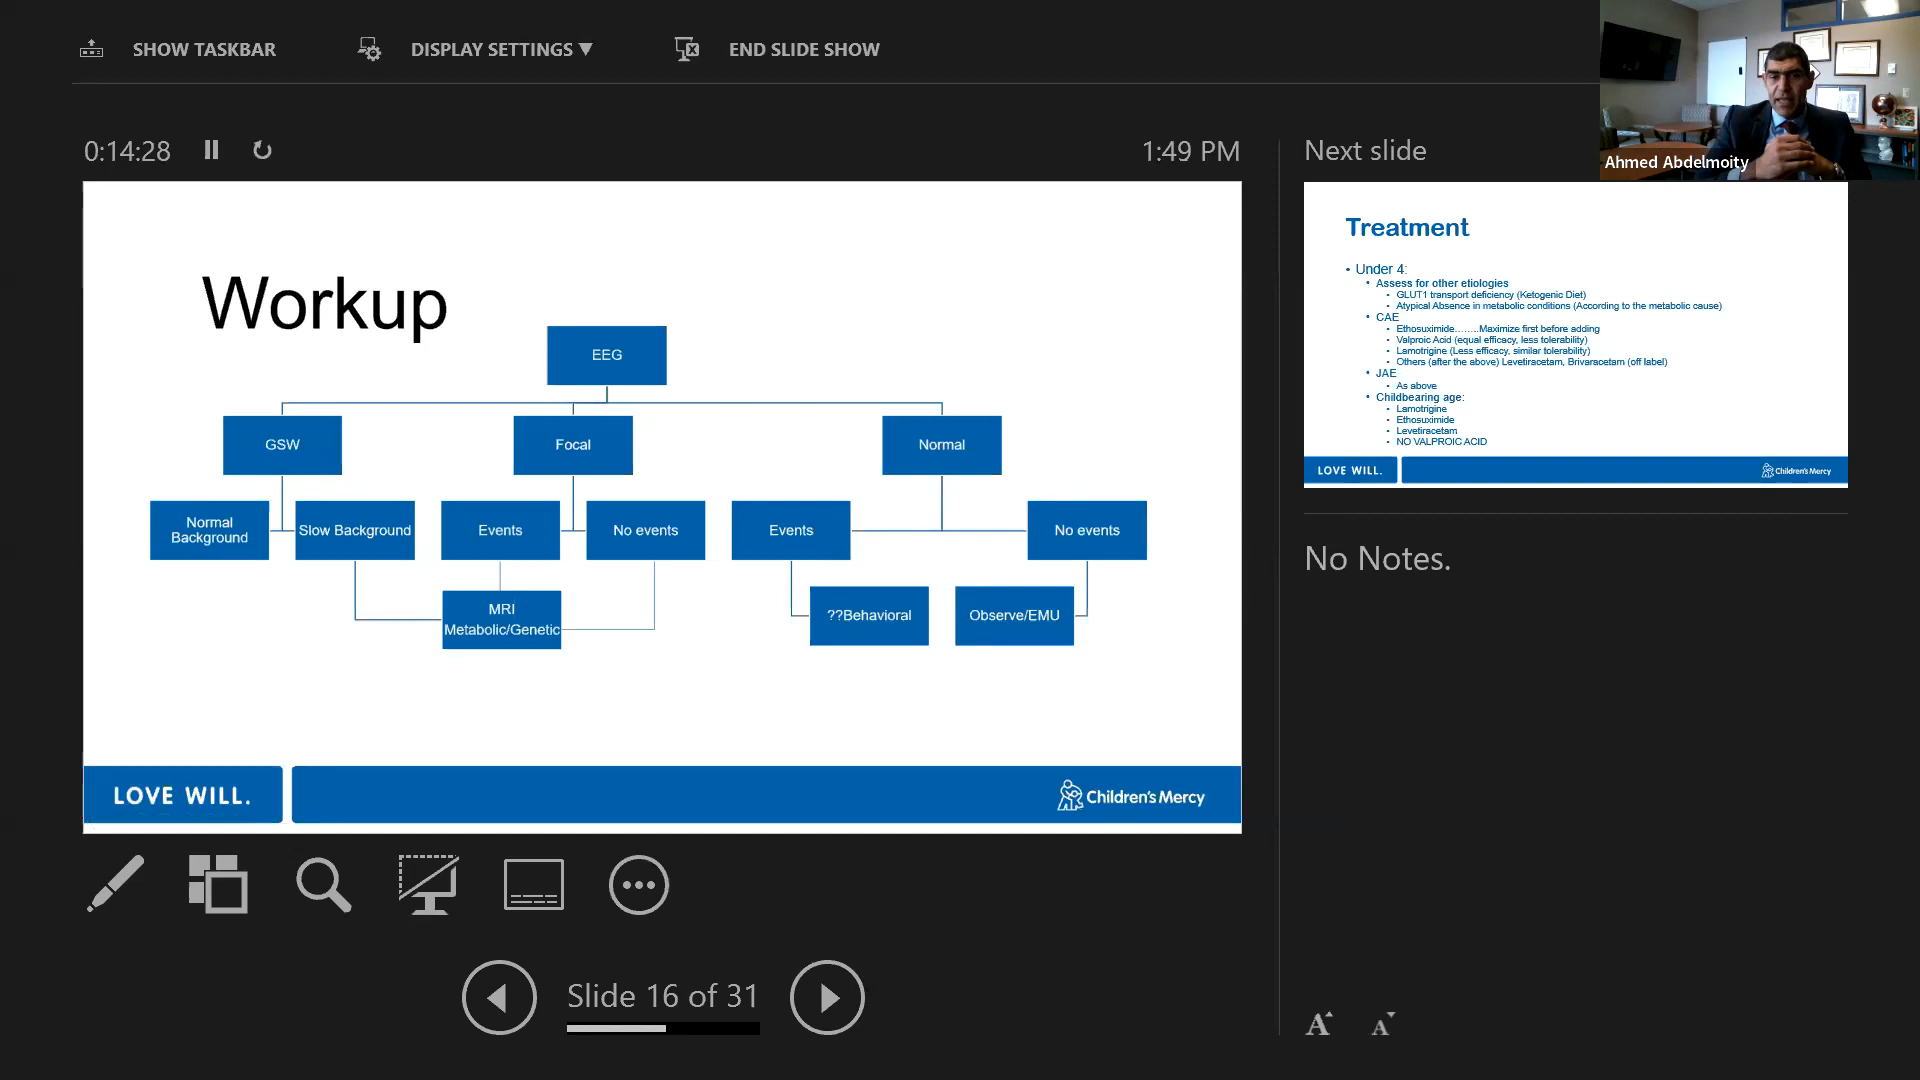 SHOW TASKBAR
DISPLAY SETTINGS ▼
END SLIDE SHOW
0:14:28
1:49 PM
Next slide
Ahmed Abdelmoity
Workup
EEG
GSW
Focal
Normal
Normal
Background
Slow Background
Events
No events
Events
No events
MRI
Metabolic/Genetic
??Behavioral
Observe/EMU
LOVE WILL.
Children's Mercy
Treatment
• Under 4:
• Assess for other etiologies
• GLUT1 transport deficiency (Ketogenic Diet)
• Atypical Absence in metabolic conditions (According to the metabolic cause)
• CAE
• Ethosuximide........Maximize first before adding
• Valproic Acid (equal efficacy, less tolerability)
• Lamotrigine (Less efficacy, similar tolerability)
• Others (after the above) Levetiracetam, Brivaracetam (off label)
• JAE
• As above
• Childbearing age:
• Lamotrigine
• Ethosuximide
• Levetiracetam
• NO VALPROIC ACID
LOVE WILL.
Children's Mercy
No Notes.
Slide 16 of 31
A
A